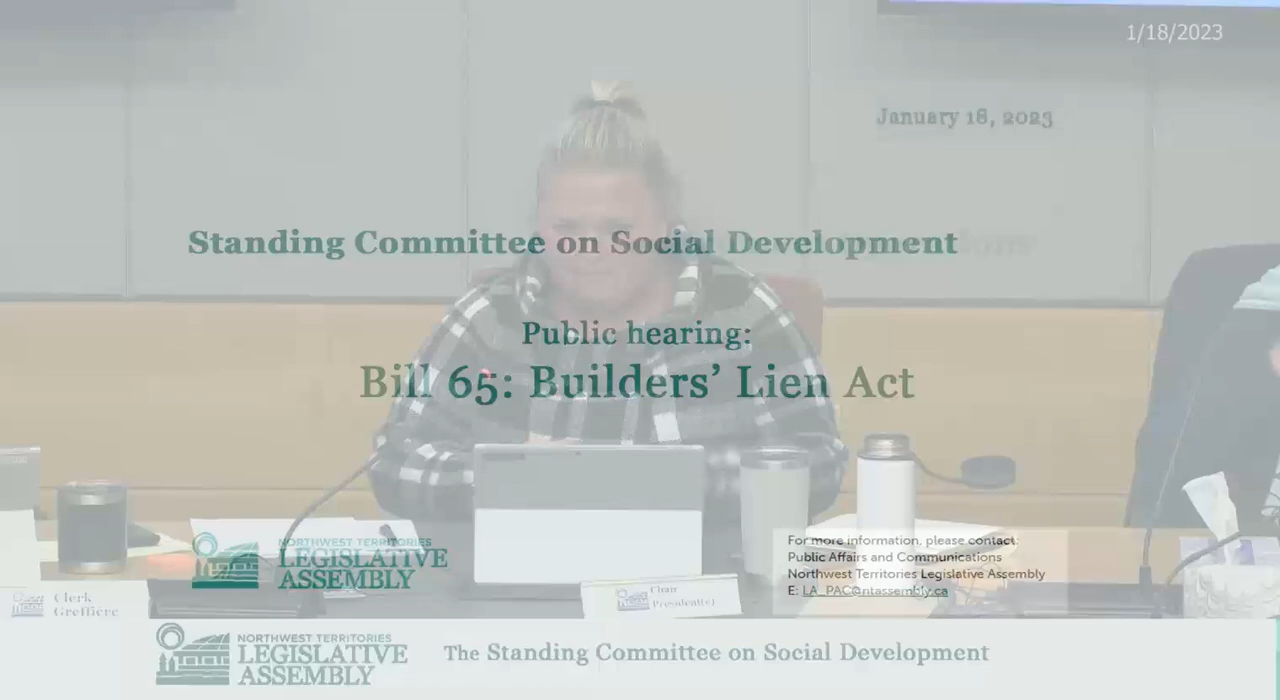 1/18/2023
January 18, 2023
Standing Committee on Social Development
Public hearing:
Bill 65: Builders' Lien Act
NORTHWEST TERRITORIES
LEGISLATIVE
ASSEMBLY
For more information, please contact:
Public Affairs and Communications
Northwest Territories Legislative Assembly
E: LA_PAC@ntassembly.ca
Clerk
Greffière
Chair
Président(e)
NORTHWEST TERRITORIES
LEGISLATIVE
ASSEMBLY
The Standing Committee on Social Development